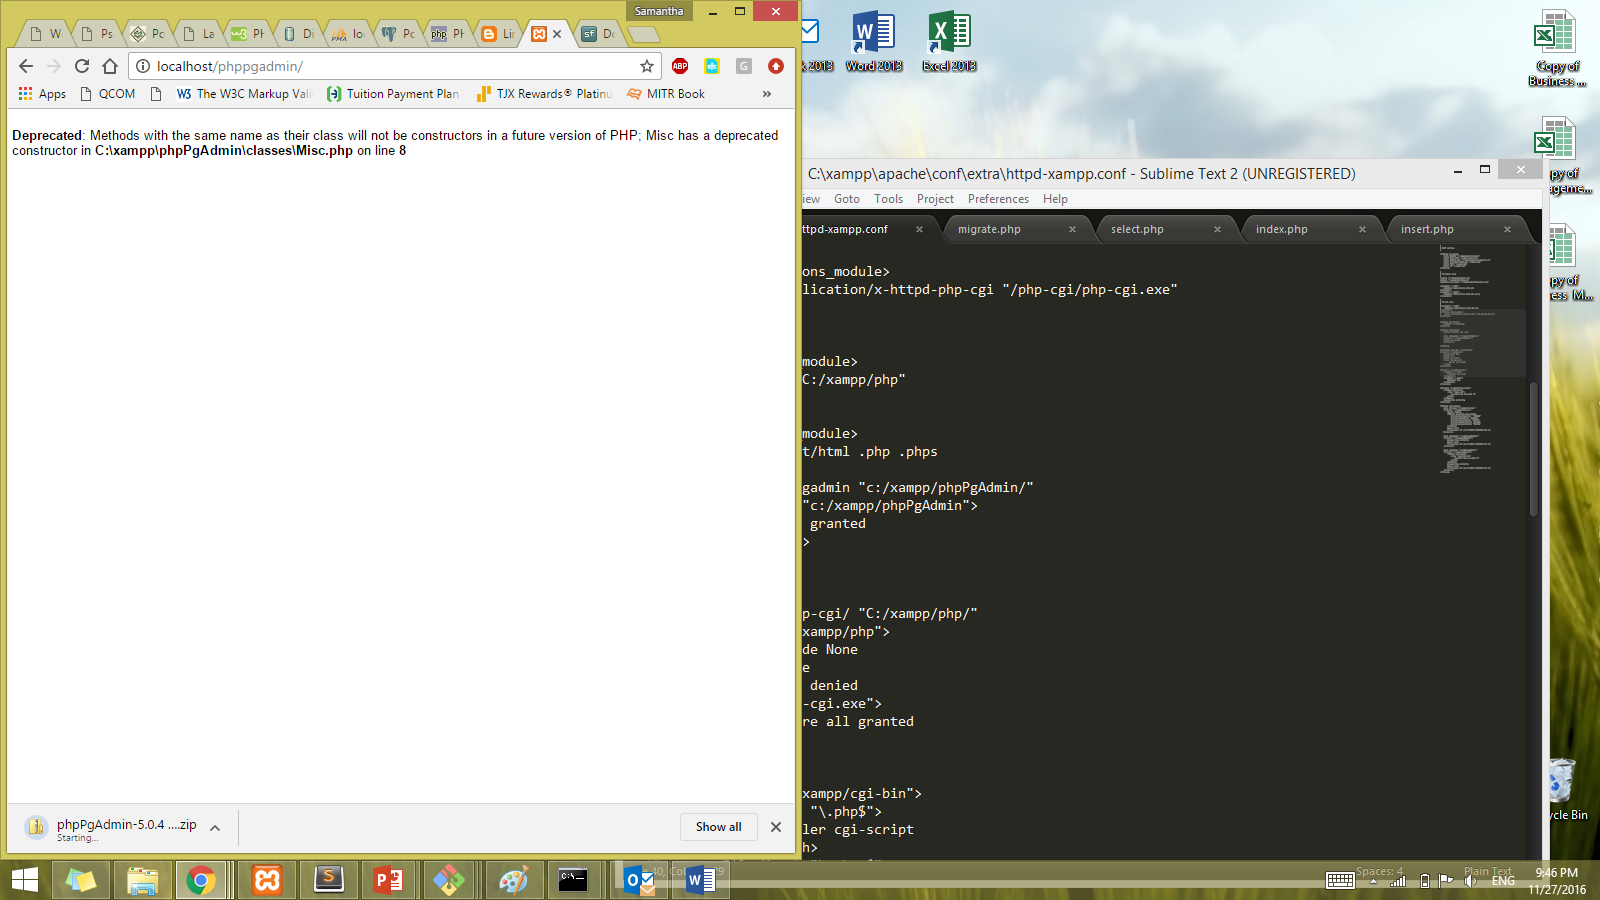 Samantha
W
Ps
Pc
La
PH
Di
loc
Pc
PH
Lin
Do
localhost/phppgadmin/
Apps
QCOM
The W3C Markup Vali
Tuition Payment Plan
TJX Rewards® Platinu
MITR Book
»
Deprecated: Methods with the same name as their class will not be constructors in a future version of PHP; Misc has a deprecated
constructor in C:\xampp\phpPgAdmin\classes\Misc.php on line 8
phpPgAdmin-5.0.4 ....zip
Starting...
Show all
k 2013
Word 2013
Excel 2013
Copy of
Business ...
C:\xampp\apache\conf\extra\httpd-xampp.conf - Sublime Text 2 (UNREGISTERED)
iew Goto Tools Project Preferences Help
ttpd-xampp.conf
migrate.php
select.php
index.php
insert.php
ons_module>
lication/x-httpd-php-cgi "/php-cgi/php-cgi.exe"
module>
C:/xampp/php"
module>
t/html .php .phps
gadmin "c:/xampp/phpPgAdmin/"
"c:/xampp/phpPgAdmin">
granted
>
p-cgi/ "C:/xampp/php/"
xampp/php">
de None
e
denied
-cgi.exe">
re all granted
xampp/cgi-bin">
"\.php$">
ler cgi-script
h>
opy of
ageme...
opy of
ess M...
ycle Bin
Spaces: 4
Plain Text
ENG
9:46 PM
11/27/2016